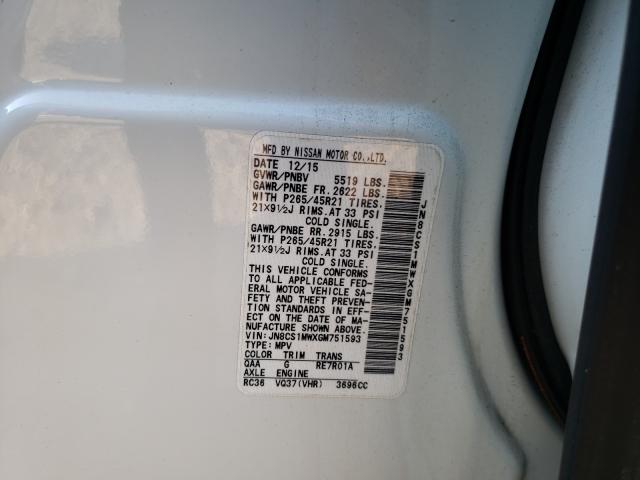 MFD BY NISSAN MOTOR CO.,LTD.
DATE 12/15
GVWR/PNBV 5519 LBS.
GAWR/PNBE FR. 2622 LBS.
WITH P265/45R21 TIRES.
21X9½J RIMS.AT 33 PSI
COLD SINGLE.
GAWR/PNBE RR. 2915 LBS.
WITH P265/45R21 TIRES.
21X9½J RIMS.AT 33 PSI
COLD SINGLE.
THIS VEHICLE CONFORMS
TO ALL APPLICABLE FED-
ERAL MOTOR VEHICLE SA-
FETY AND THEFT PREVEN-
TION STANDARDS IN EFF-
ECT ON THE DATE OF MA-
NUFACTURE SHOWN ABOVE.
VIN:JN8CS1MWXGM751593
TYPE: MPV
COLOR TRIM TRANS
QAA G RE7R01A
AXLE ENGINE
RC36 VQ37(VHR) 3696CC
JN8CS1MWXGM751593